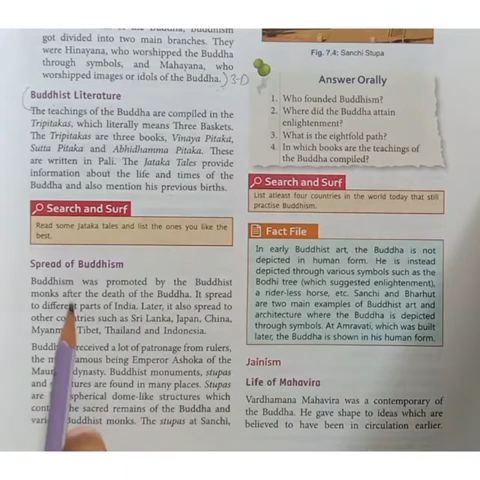 got divided into two main branches. They
were Hinayana, who worshipped the Buddha
through symbols, and Mahayana, who
worshipped images or idols of the Buddha.
Buddhist Literature
The teachings of the Buddha are compiled in the
Tripitakas, which literally means Three Baskets.
The Tripitakas are three books, Vinaya Pitaka,
Sutta Pitaka and Abhidhamma Pitaka. These
are written in Pali. The Jataka Tales provide
information about the life and times of the
Buddha and also mention his previous births.
Search and Surf
Read some Jataka tales and list the ones you like the
best.
Spread of Buddhism
Buddhism was promoted by the Buddhist
monks after the death of the Buddha. It spread
to different parts of India. Later, it also spread to
other countries such as Sri Lanka, Japan, China,
Tibet, Thailand and Indonesia.
received a lot of patronage from rulers,
the being Emperor Ashoka of the
dynasty. Buddhist monuments, stupas
and are found in many places. Stupas
are dome-like structures which
the sacred remains of the Buddha and
Buddhist monks. The stupas at Sanchi,
Fig. 7.4: Sanchi Stupa
Answer Orally
1. Who founded Buddhism?
2. Where did the Buddha attain
enlightenment?
3. What is the eightfold path?
4. In which books are the teachings of
the Buddha compiled?
Search and Surf
List atleast four countries in the world today that still
practise Buddhism.
Fact File
In early Buddhist art, the Buddha is not
depicted in human form. He is instead
depicted through various symbols such as the
Bodhi tree (which suggested enlightenment),
a rider-less horse, etc. Sanchi and Bharhut
are two main examples of Buddhist art and
architecture where the Buddha is depicted
through symbols. At Amravati, which was built
later, the Buddha is shown in his human form.
Jainism
Life of Mahavira
Vardhamana Mahavira was a contemporary of
the Buddha. He gave shape to ideas which are
believed to have been in circulation earlier.